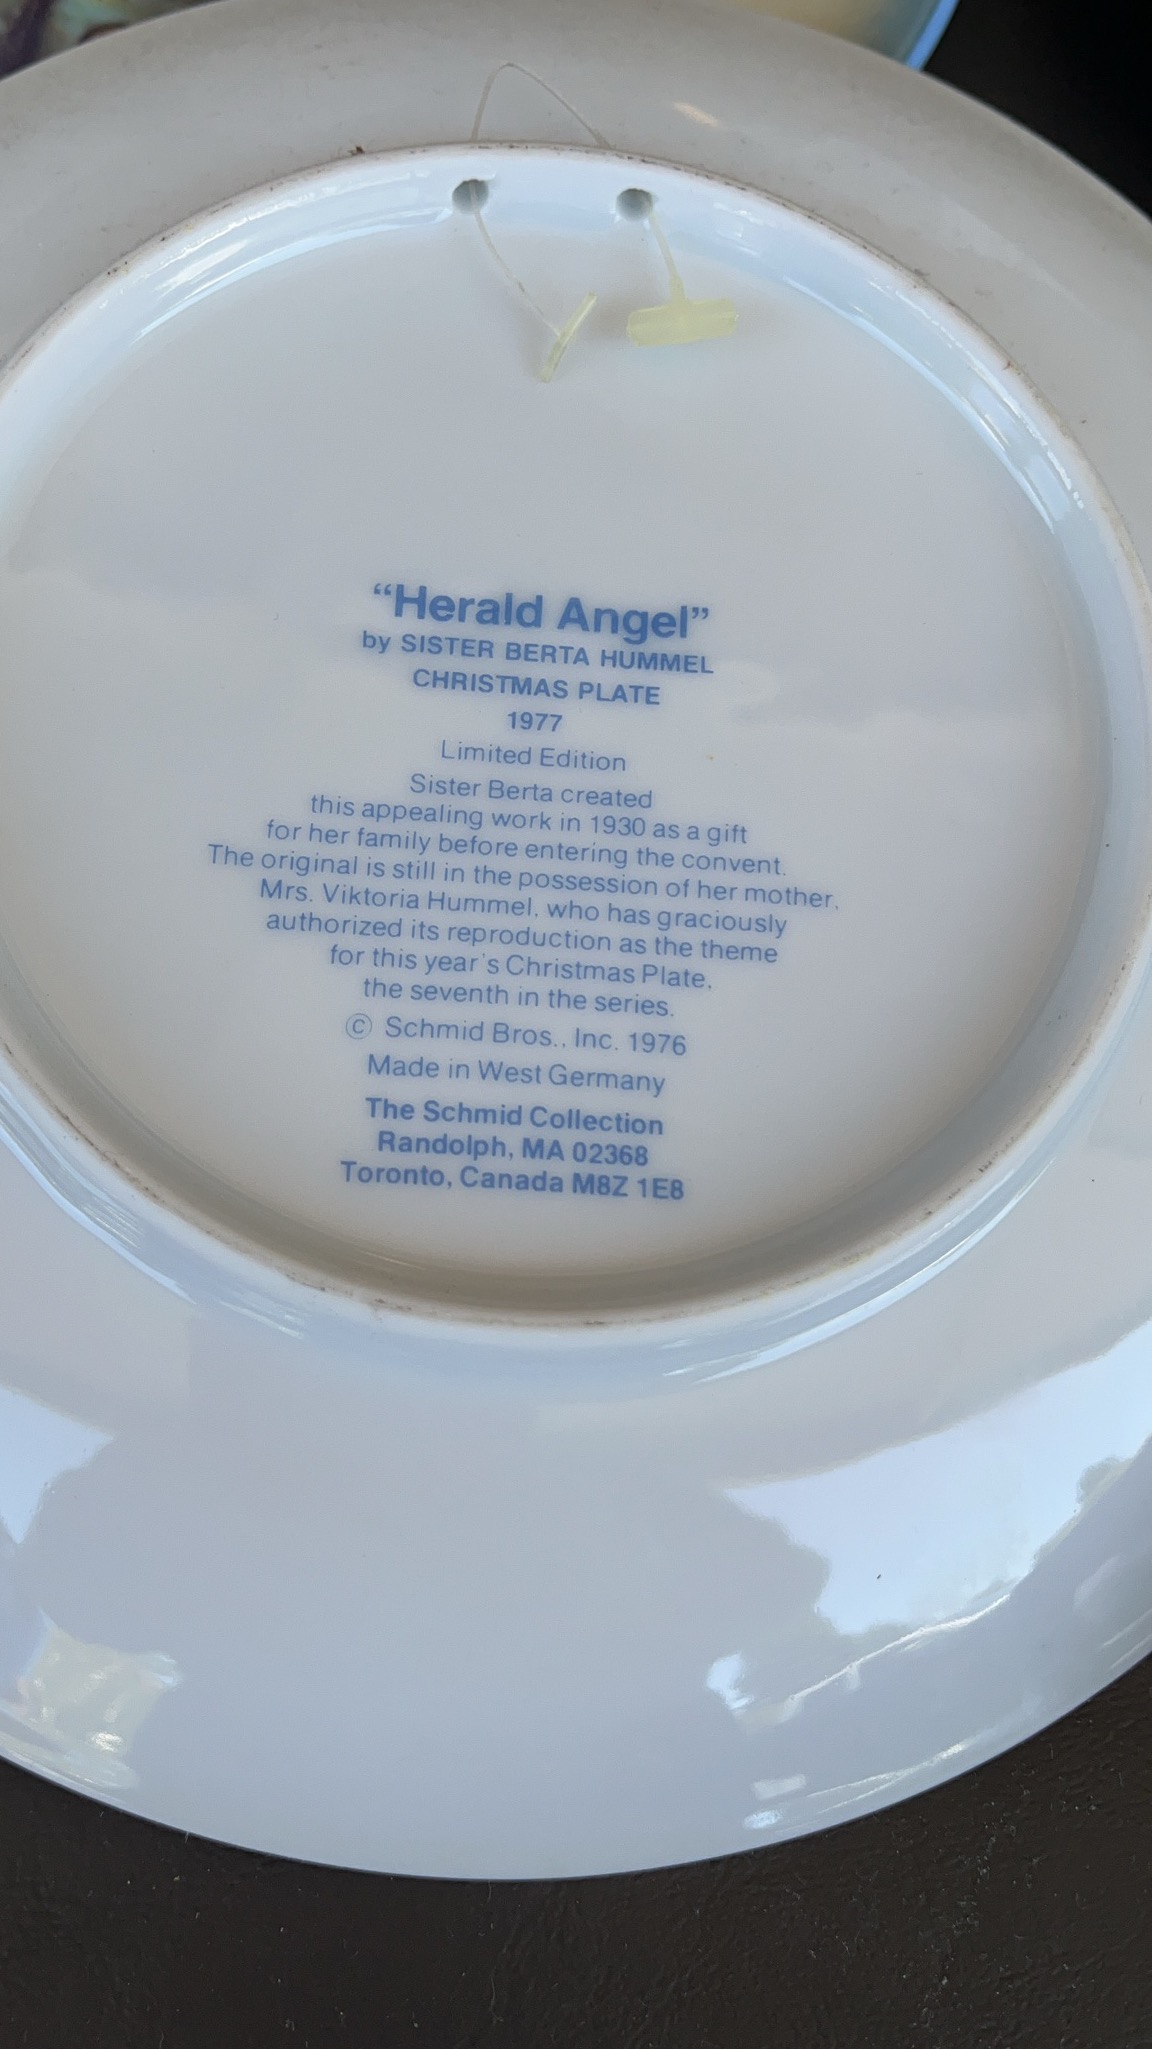 “Herald Angel”
by SISTER BERTA HUMMEL
CHRISTMAS PLATE
1977
Limited Edition
Sister Berta created
this appealing work in 1930 as a gift
for her family before entering the convent.
The original is still in the possession of her mother,
Mrs. Viktoria Hummel, who has graciously
authorized its reproduction as the theme
for this year's Christmas Plate,
the seventh in the series.
© Schmid Bros., Inc. 1976
Made in West Germany
The Schmid Collection
Randolph, MA 02368
Toronto, Canada M8Z 1E8